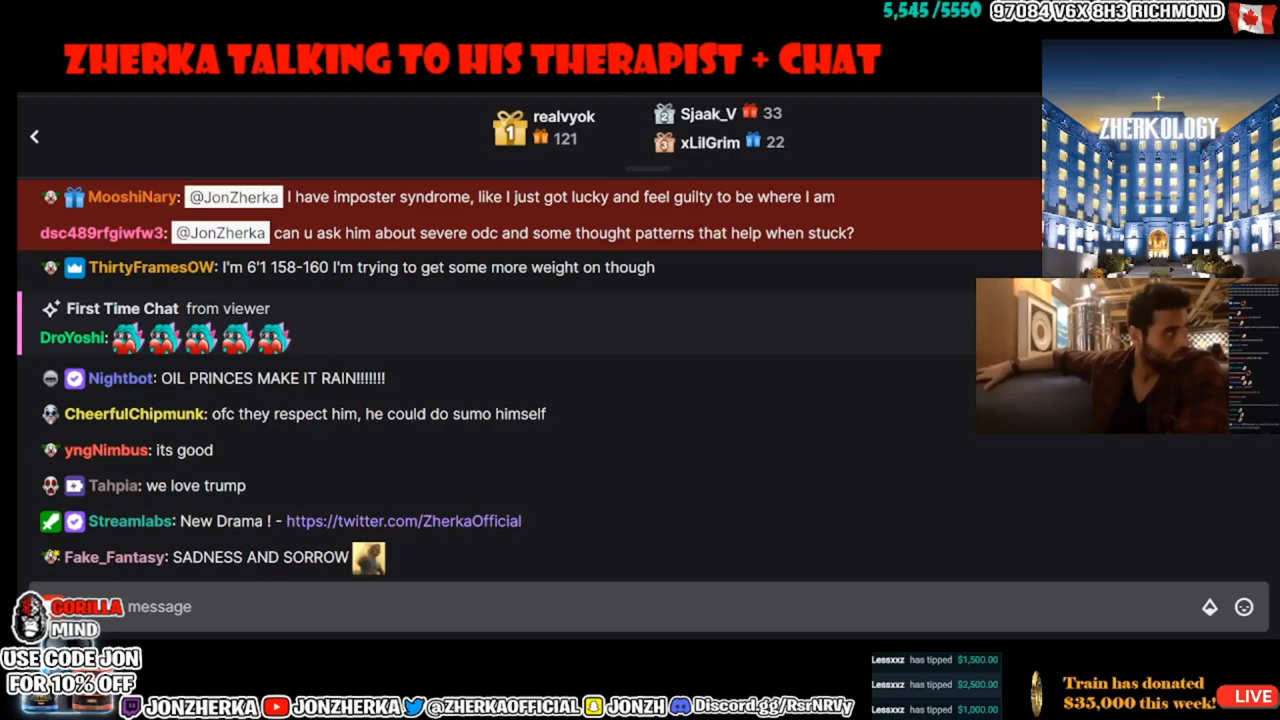 5,545 /5550
97084 V6X 8H3 RICHMOND
ZHERKA TALKING TO HIS THERAPIST + CHAT
ZHERKOLOGY
1 realvyok
121
2 Sjaak_V 33
3 xLilGrim 22
MooshiNary: @JonZherka I have imposter syndrome, like I just got lucky and feel guilty to be where I am
dsc489rfgiwfw3: @JonZherka can u ask him about severe odc and some thought patterns that help when stuck?
ThirtyFramesOW: I'm 6'1 158-160 I'm trying to get some more weight on though
First Time Chat from viewer
DroYoshi:
Nightbot: OIL PRINCES MAKE IT RAIN!!!!!!!
CheerfulChipmunk: ofc they respect him, he could do sumo himself
yngNimbus: its good
Tahpia: we love trump
Streamlabs: New Drama ! - https://twitter.com/ZherkaOfficial
Fake_Fantasy: SADNESS AND SORROW
message
GORILLA
MIND
USE CODE JON
FOR 10% OFF
JONZHERKA JONZHERKA @ZHERKAOFFICIAL JONZH Discord.gg/RsrNRVy
Lessxxz has tipped $1,500.00
Lessxxz has tipped $2,500.00
Lessxxz has tipped $1,000.00
Train has donated
$35,000 this week!
LIVE